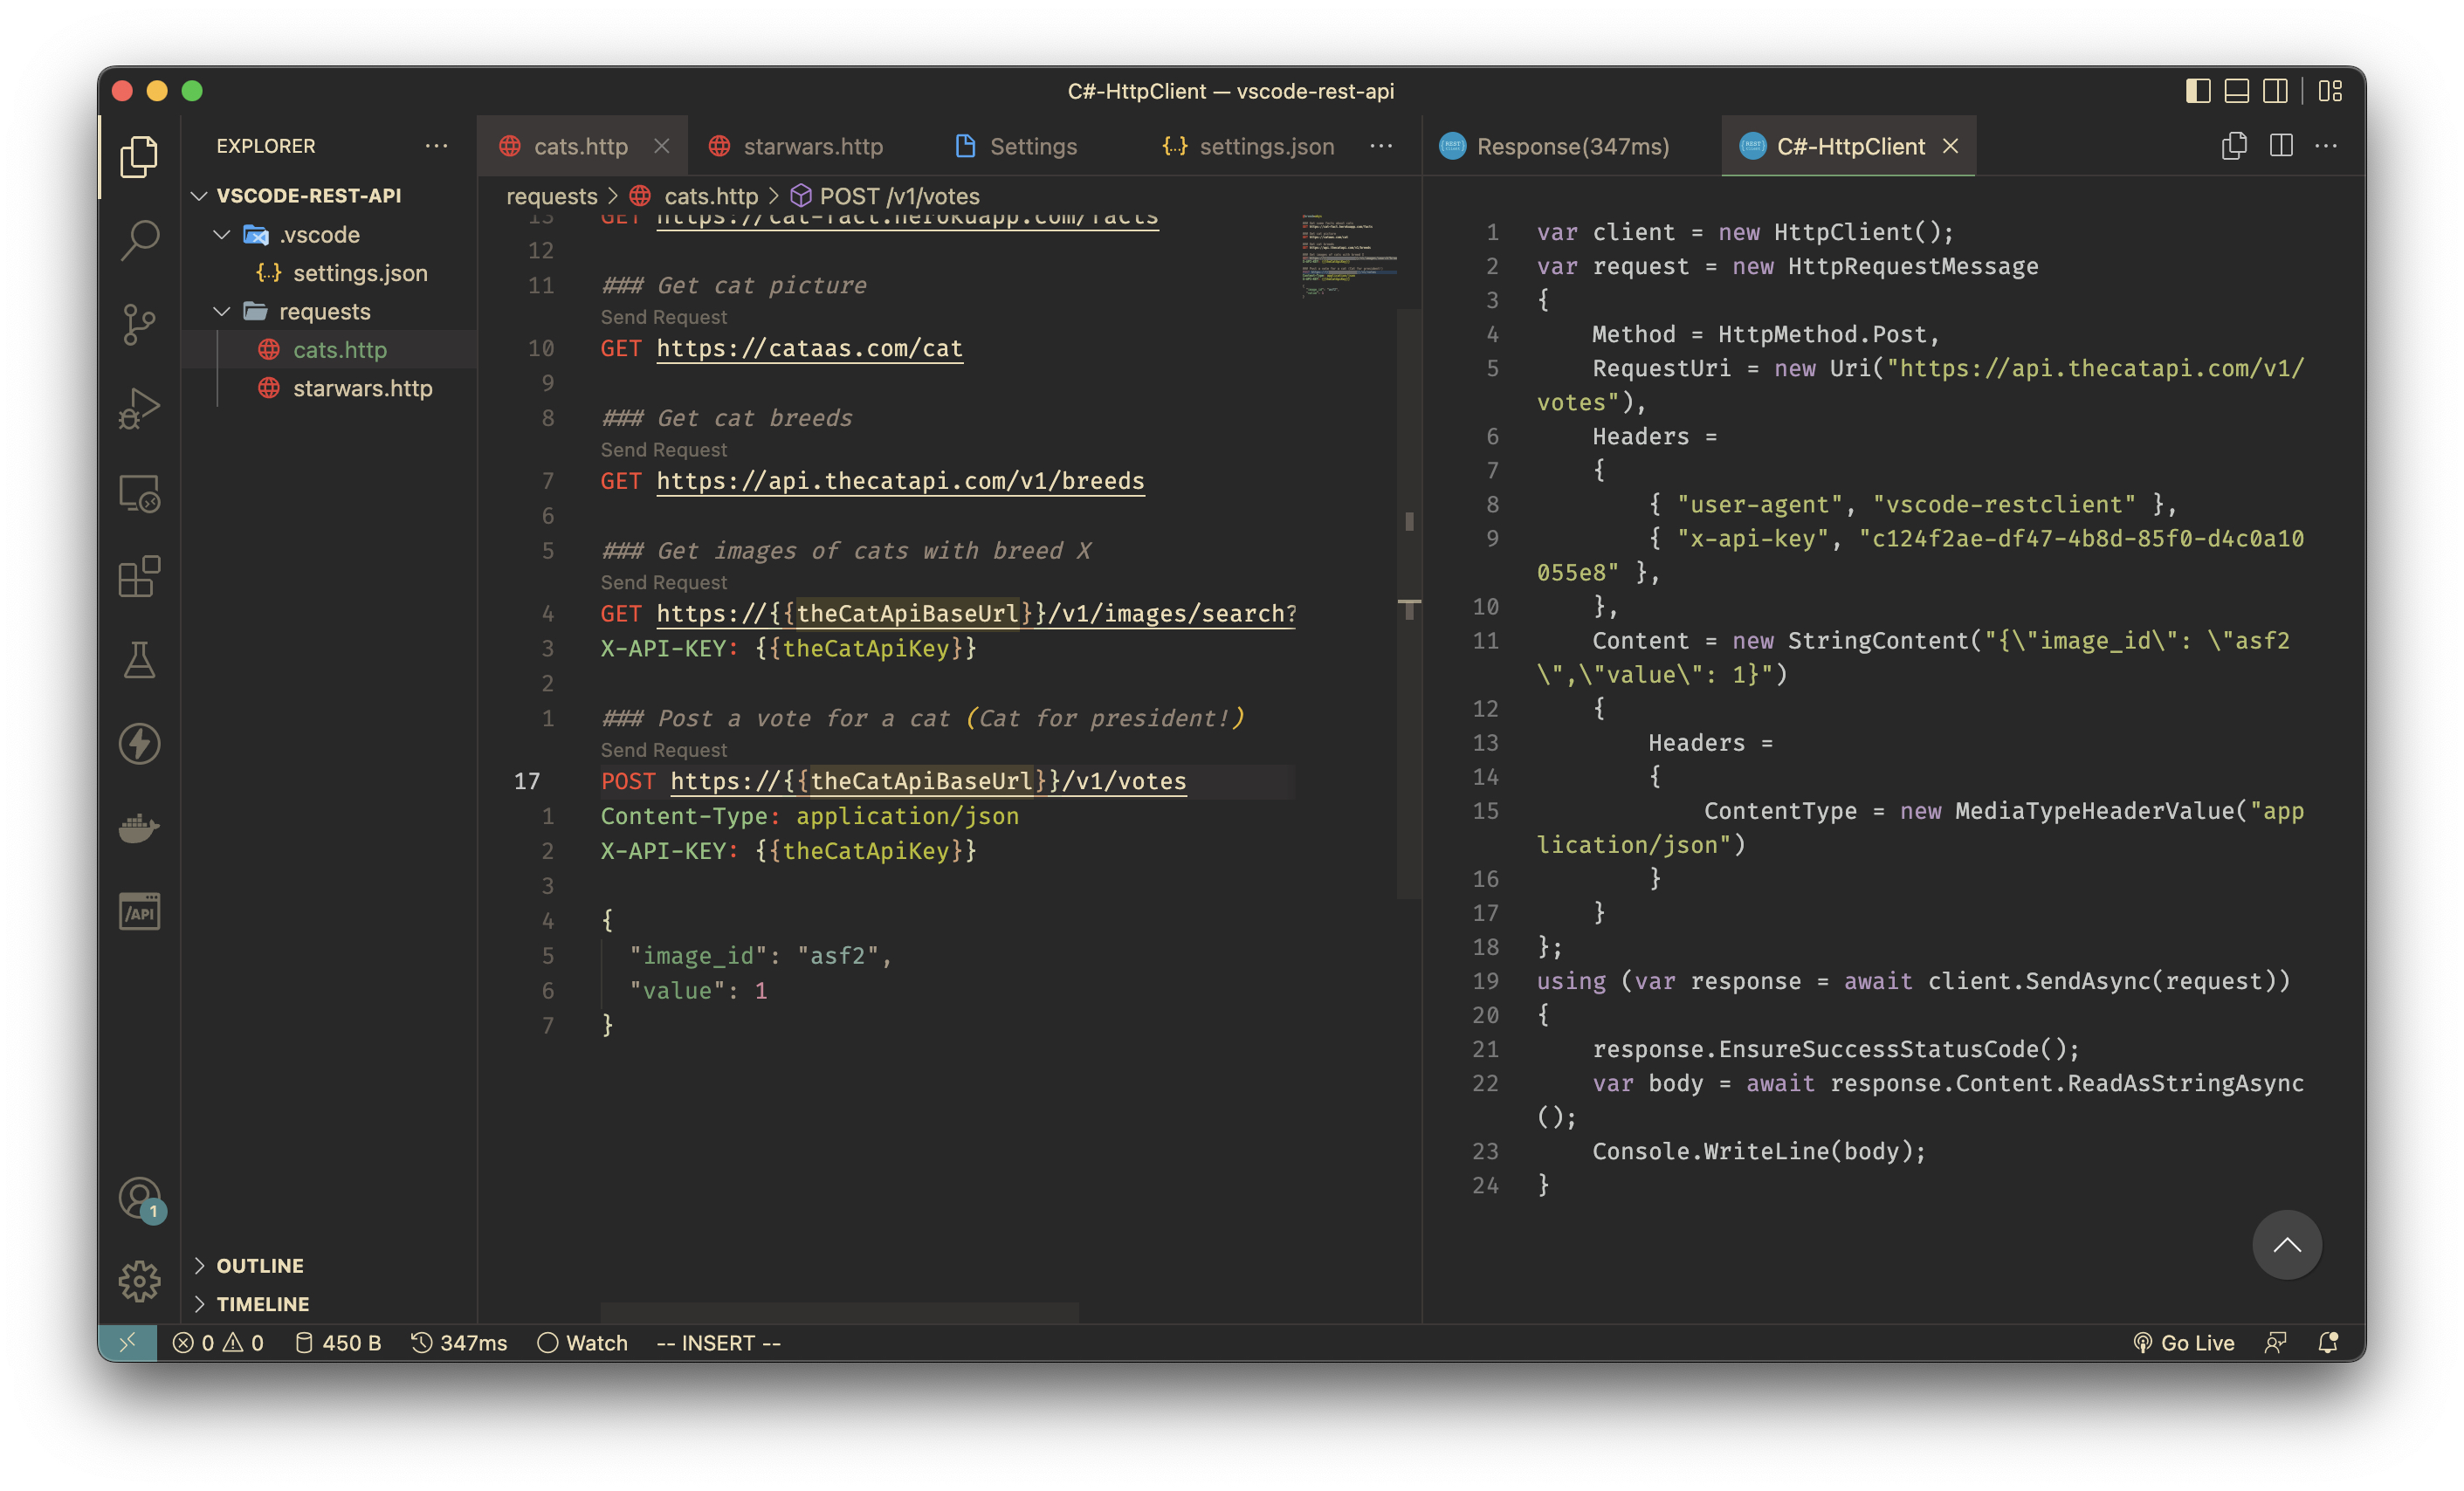 C#-HttpClient — vscode-rest-api
EXPLORER
VSCODE-REST-API
.vscode
settings.json
requests
cats.http
starwars.http
OUTLINE
TIMELINE
cats.http
starwars.http
Settings
settings.json
requests > cats.http > POST /v1/votes
13 GET https://cat-fact.herokuapp.com/facts
12
11 ### Get cat picture
Send Request
10 GET https://cataas.com/cat
9
8 ### Get cat breeds
Send Request
7 GET https://api.thecatapi.com/v1/breeds
6
5 ### Get images of cats with breed X
Send Request
4 GET https://{{theCatApiBaseUrl}}/v1/images/search?
3 X-API-KEY: {{theCatApiKey}}
2
1 ### Post a vote for a cat (Cat for president!)
Send Request
17 POST https://{{theCatApiBaseUrl}}/v1/votes
1 Content-Type: application/json
2 X-API-KEY: {{theCatApiKey}}
3
4 {
5 "image_id": "asf2",
6 "value": 1
7 }
Response(347ms)
C#-HttpClient
1 var client = new HttpClient();
2 var request = new HttpRequestMessage
3 {
4 Method = HttpMethod.Post,
5 RequestUri = new Uri("https://api.thecatapi.com/v1/
votes"),
6 Headers =
7 {
8 { "user-agent", "vscode-restclient" },
9 { "x-api-key", "c124f2ae-df47-4b8d-85f0-d4c0a10
055e8" },
10 },
11 Content = new StringContent("{\"image_id\": \"asf2
\",\"value\": 1}")
12 {
13 Headers =
14 {
15 ContentType = new MediaTypeHeaderValue("app
lication/json")
16 }
17 }
18 };
19 using (var response = await client.SendAsync(request))
20 {
21 response.EnsureSuccessStatusCode();
22 var body = await response.Content.ReadAsStringAsync
();
23 Console.WriteLine(body);
24 }
/API
1
0 0 450 B 347ms Watch -- INSERT --
Go Live